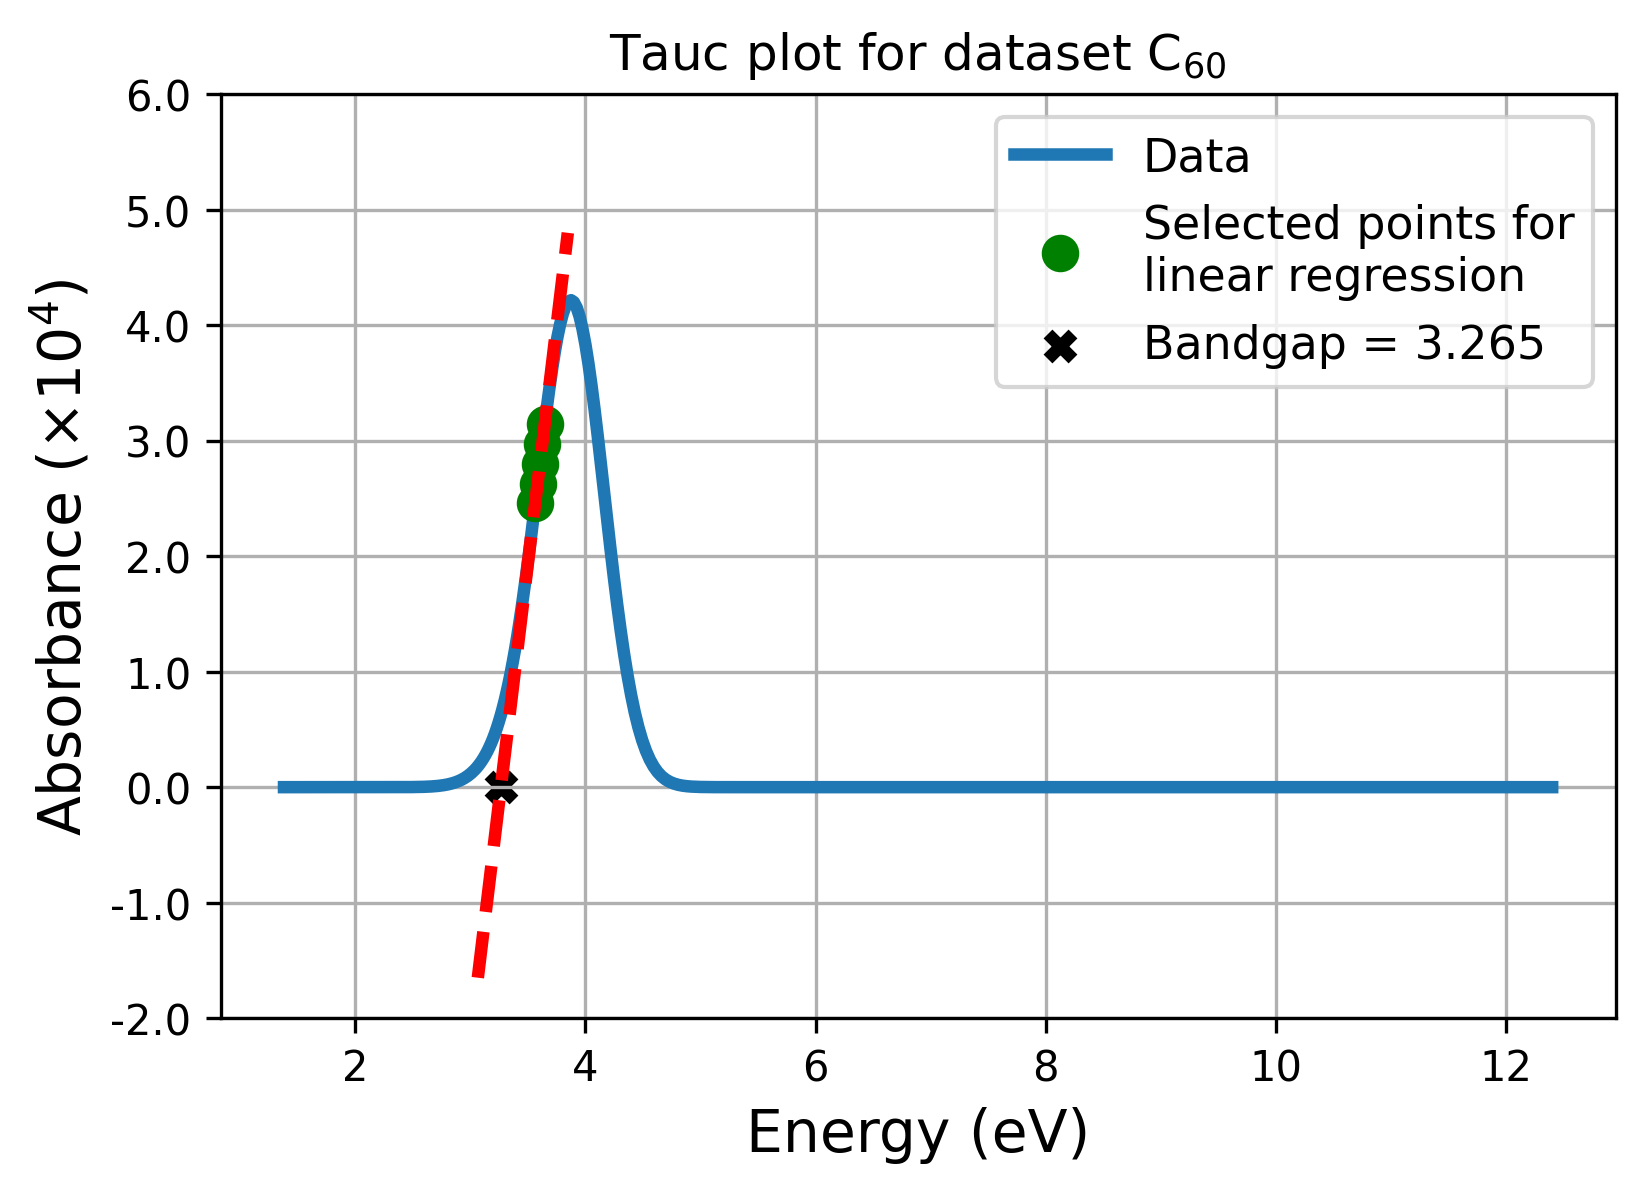 Tauc plot for dataset C₆₀
6.0
5.0
4.0
3.0
2.0
1.0
0.0
-1.0
-2.0
Absorbance (×10⁴)
Data
Selected points for
linear regression
Bandgap = 3.265
2 4 6 8 10 12
Energy (eV)